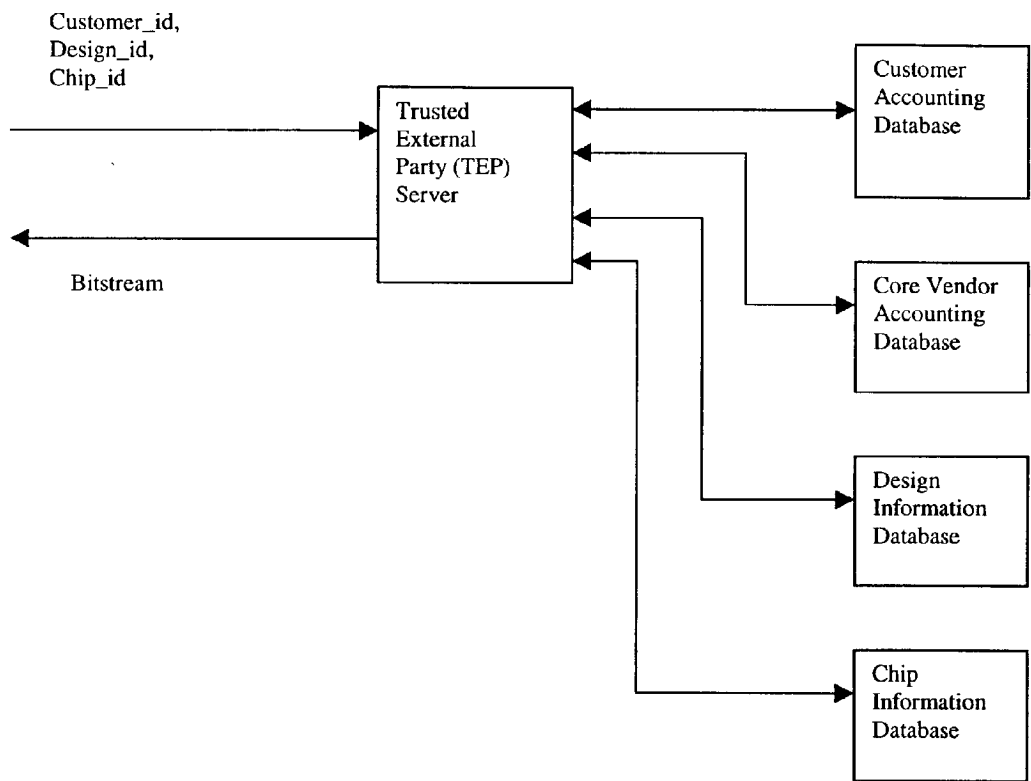 Customer_id,
Design_id,
Chip_id
Trusted
External
Party (TEP)
Server
Bitstream
Customer
Accounting
Database
Core Vendor
Accounting
Database
Design
Information
Database
Chip
Information
Database